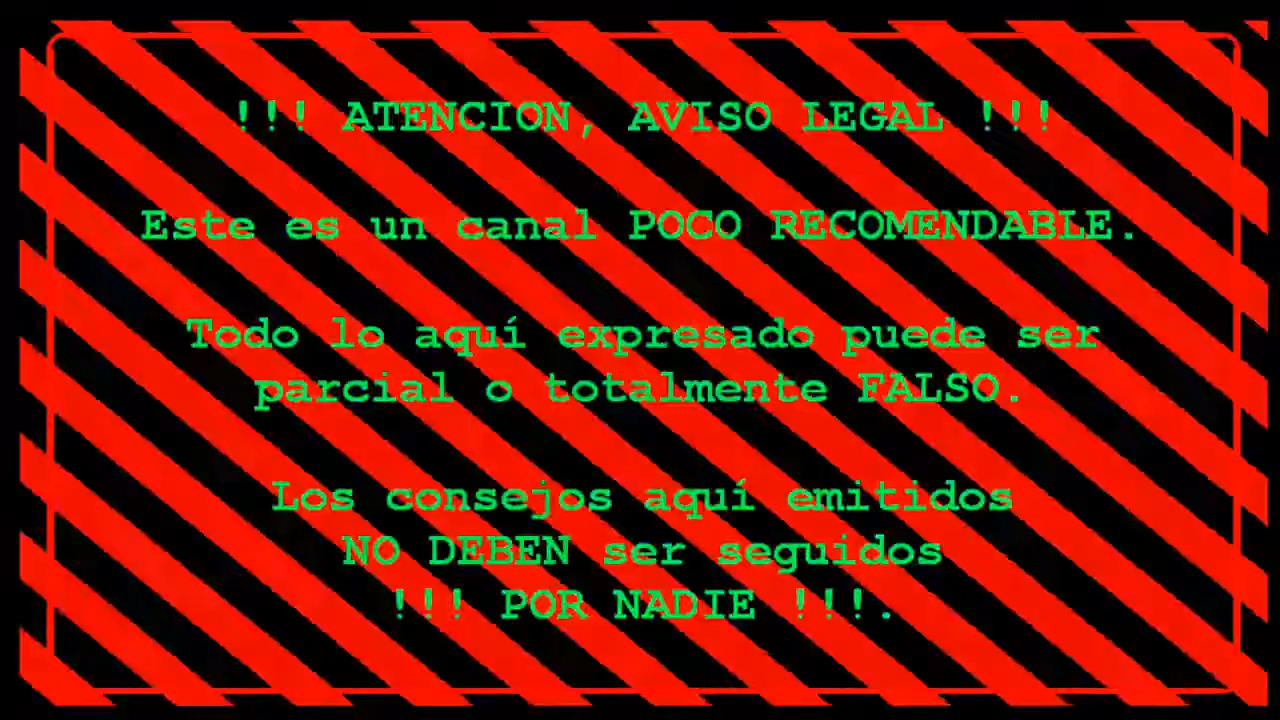 !!! ATENCION, AVISO LEGAL !!!
Este es un canal POCO RECOMENDABLE.
Todo lo aquí expresado puede ser
parcial o totalmente FALSO.
Los consejos aquí emitidos
NO DEBEN ser seguidos
!!! POR NADIE !!!.